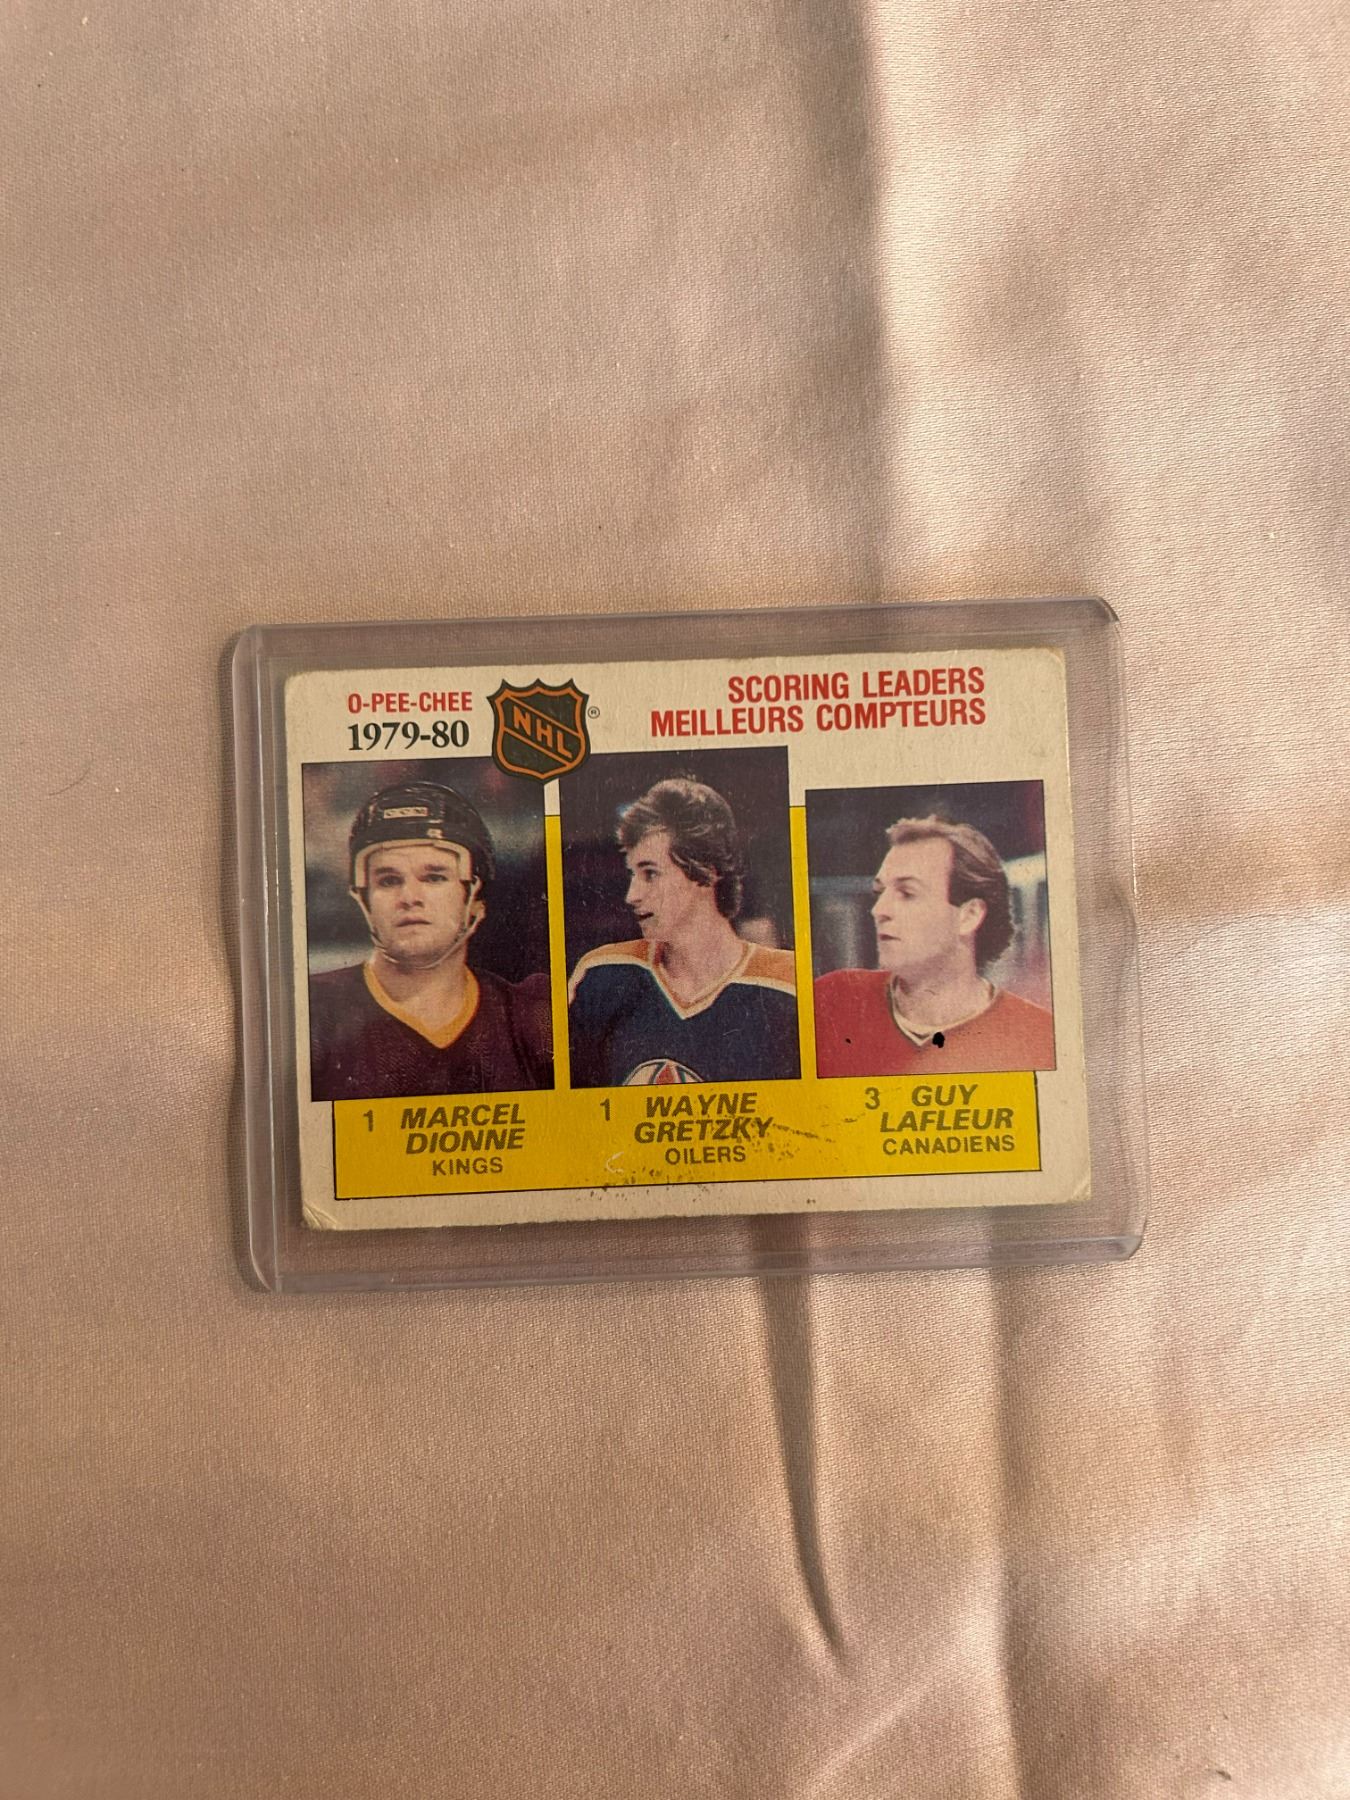 O-PEE-CHEE
1979-80
NHL
®
SCORING LEADERS
MEILLEURS COMPTEURS
CCM
1 MARCEL
DIONNE
KINGS
1 WAYNE
GRETZKY
OILERS
3 GUY
LAFLEUR
CANADIENS